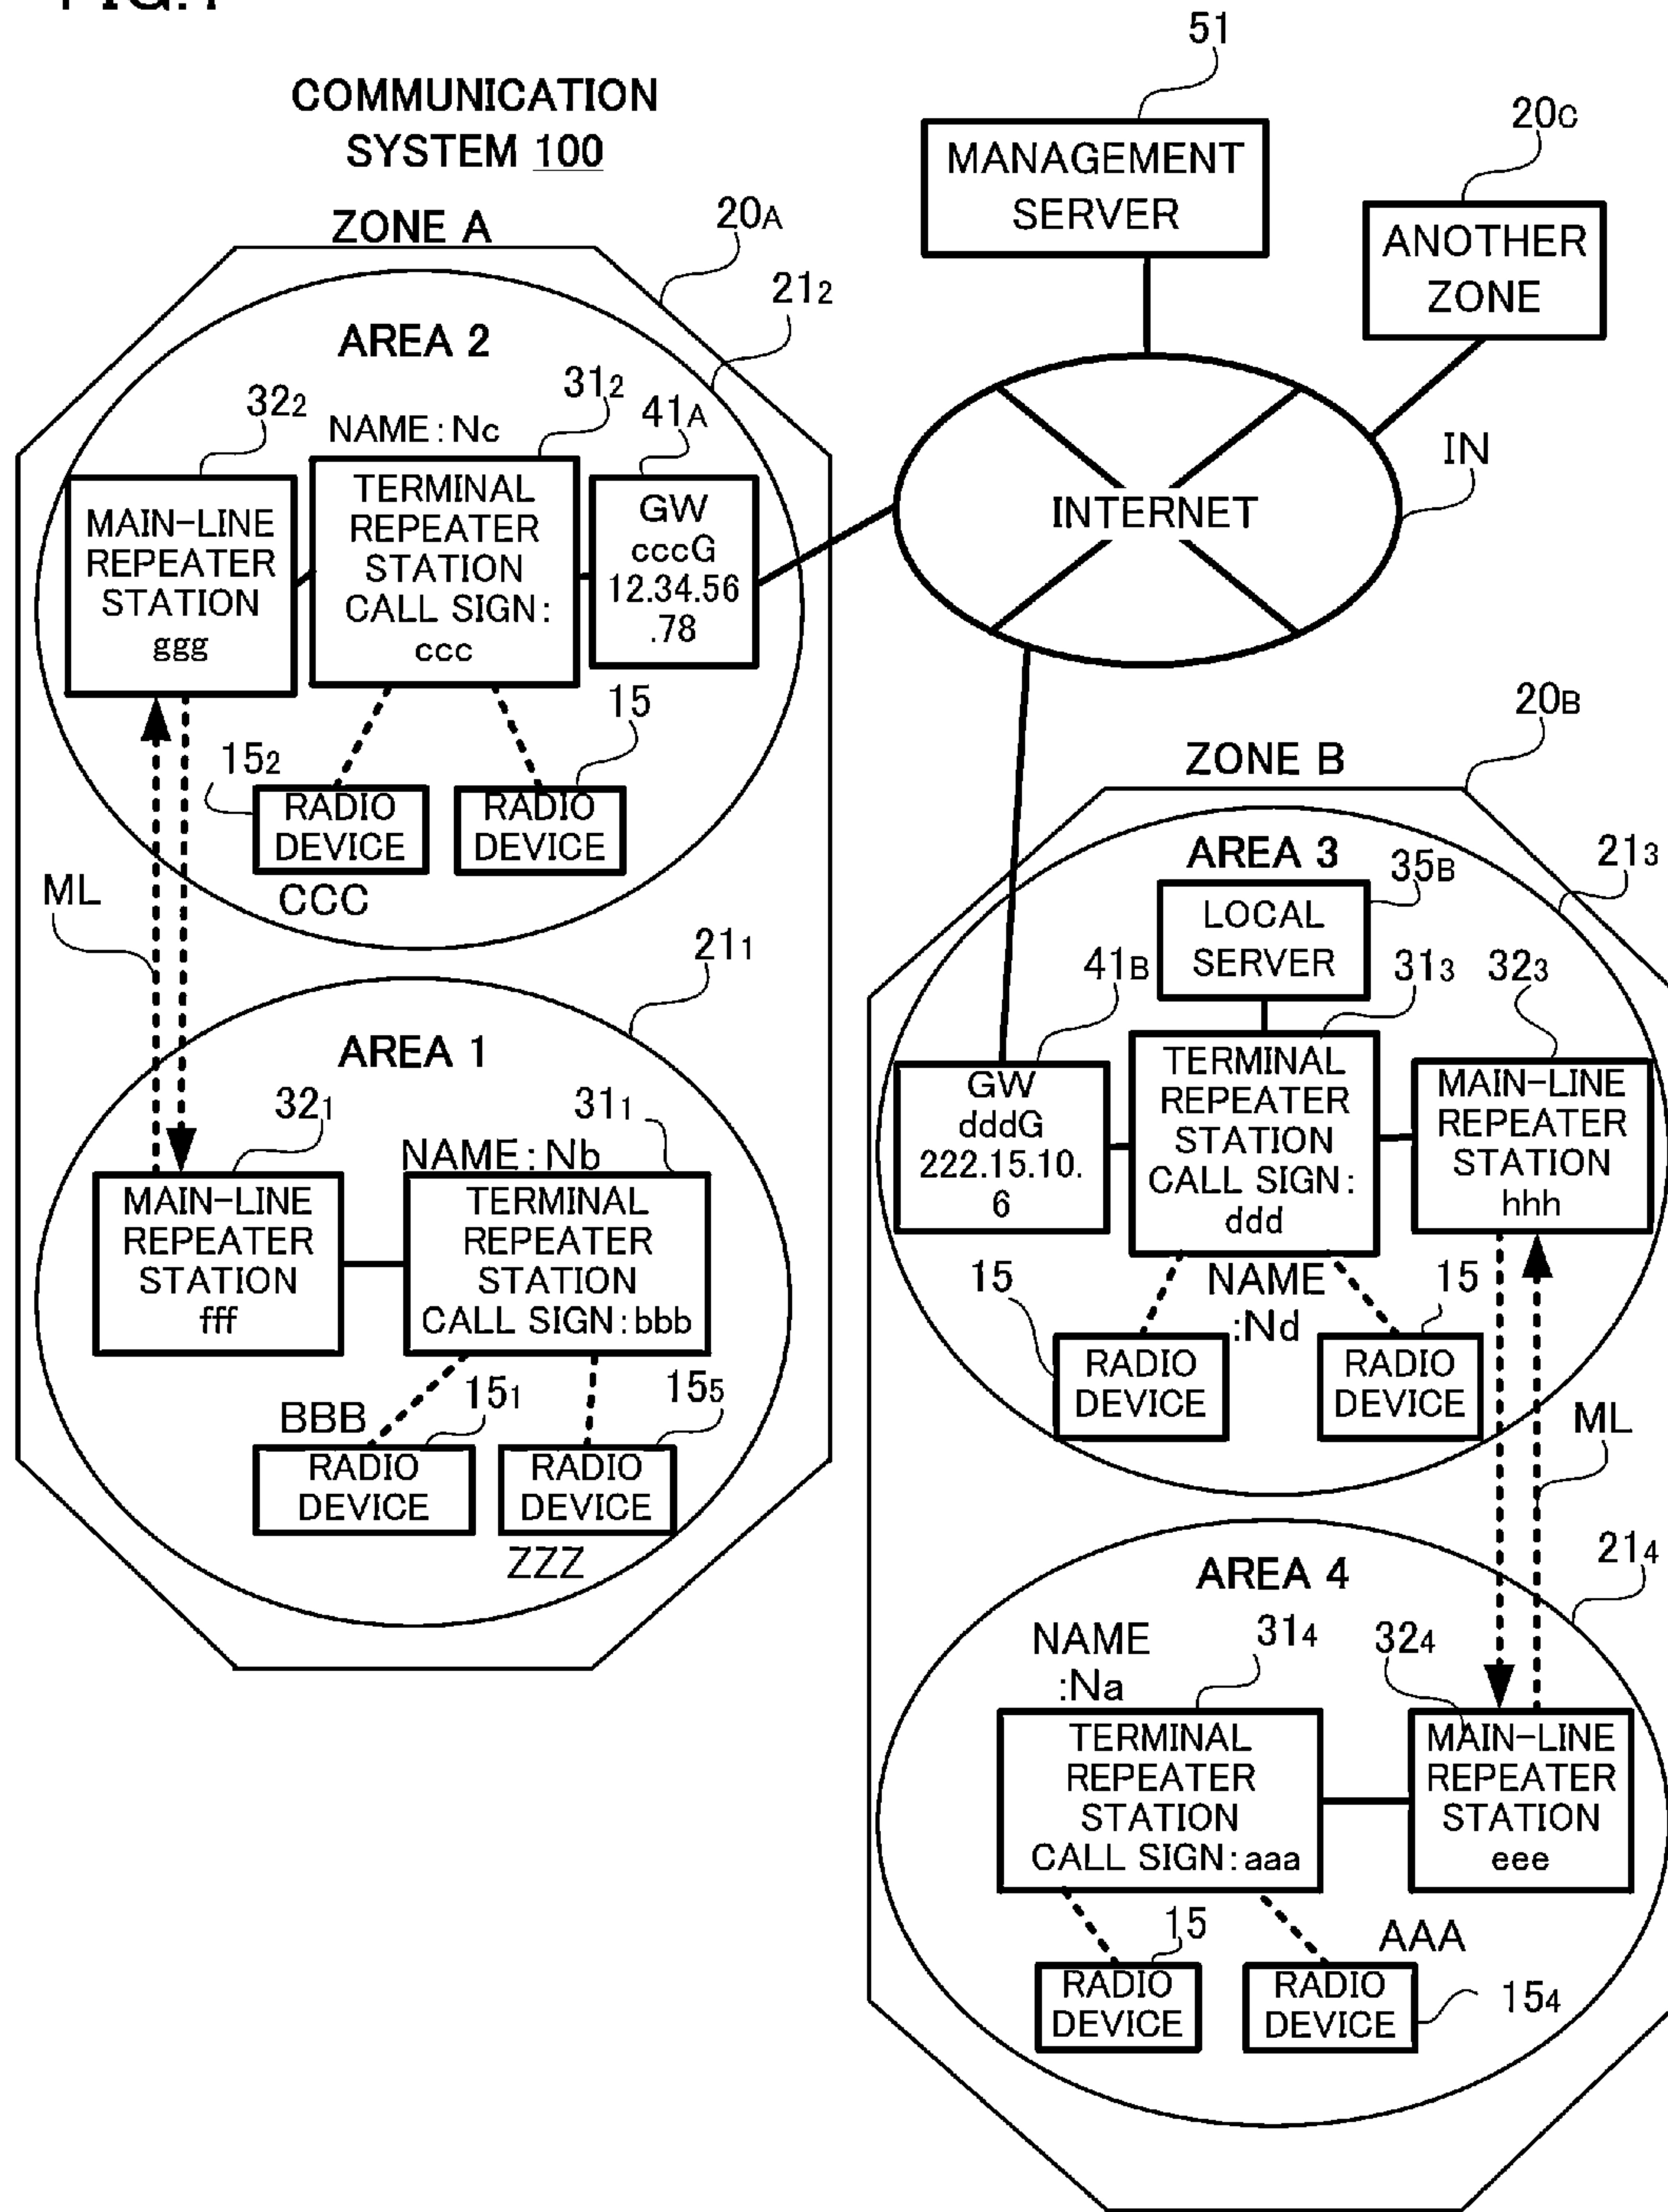 FIG.1
COMMUNICATION
SYSTEM 100
51
MANAGEMENT
SERVER
20C
ANOTHER
ZONE
INTERNET
IN
ZONE A
20A
212
AREA 2
322
MAIN-LINE
REPEATER
STATION
ggg
NAME:Nc
312
TERMINAL
REPEATER
STATION
CALL SIGN:
ccc
41A
GW
cccG
12.34.56
.78
152
RADIO
DEVICE
CCC
15
RADIO
DEVICE
ML
211
AREA 1
321
MAIN-LINE
REPEATER
STATION
fff
NAME:Nb
311
TERMINAL
REPEATER
STATION
CALL SIGN:bbb
BBB
151
RADIO
DEVICE
155
RADIO
DEVICE
ZZZ
ZONE B
20B
213
AREA 3
35B
LOCAL
SERVER
41B
GW
dddG
222.15.10.
6
313
TERMINAL
REPEATER
STATION
CALL SIGN:
ddd
NAME
:Nd
323
MAIN-LINE
REPEATER
STATION
hhh
15
RADIO
DEVICE
15
RADIO
DEVICE
ML
214
AREA 4
NAME
:Na
314
TERMINAL
REPEATER
STATION
CALL SIGN:aaa
324
MAIN-LINE
REPEATER
STATION
eee
15
RADIO
DEVICE
AAA
RADIO
DEVICE
154